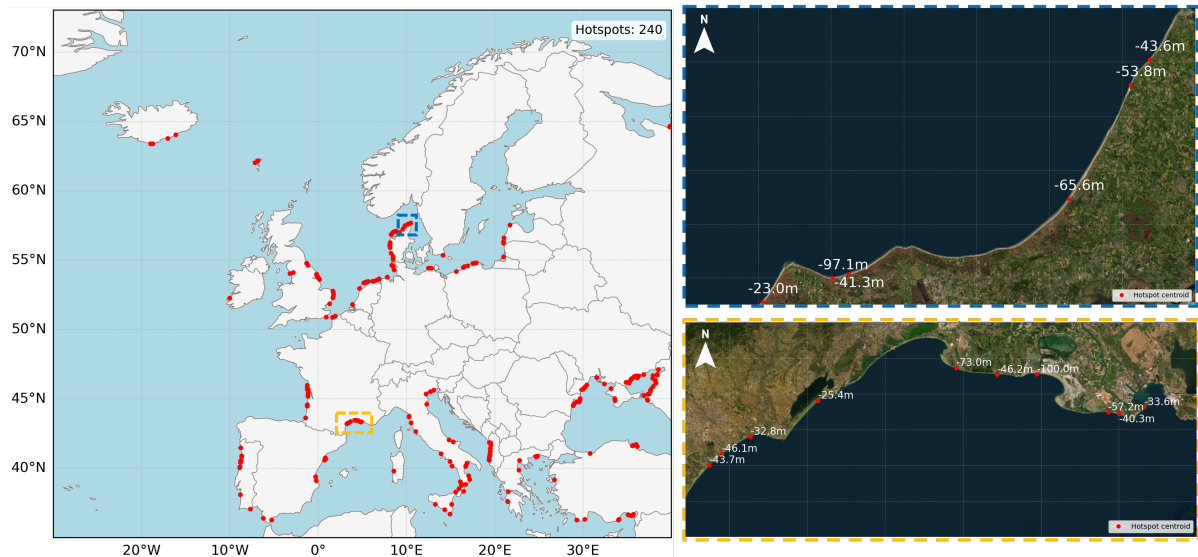 Hotspots: 240
70°N
65°N
60°N
55°N
50°N
45°N
40°N
20°W
10°W
0°
10°E
20°E
30°E
N
-43.6m
-53.8m
-65.6m
-97.1m
-41.3m
-23.0m
Hotspot centroid
N
-73.0m
-46.2m
-100.0m
-25.4m
-33.6m
-57.2m
-40.3m
-32.8m
-46.1m
-43.7m
Hotspot centroid